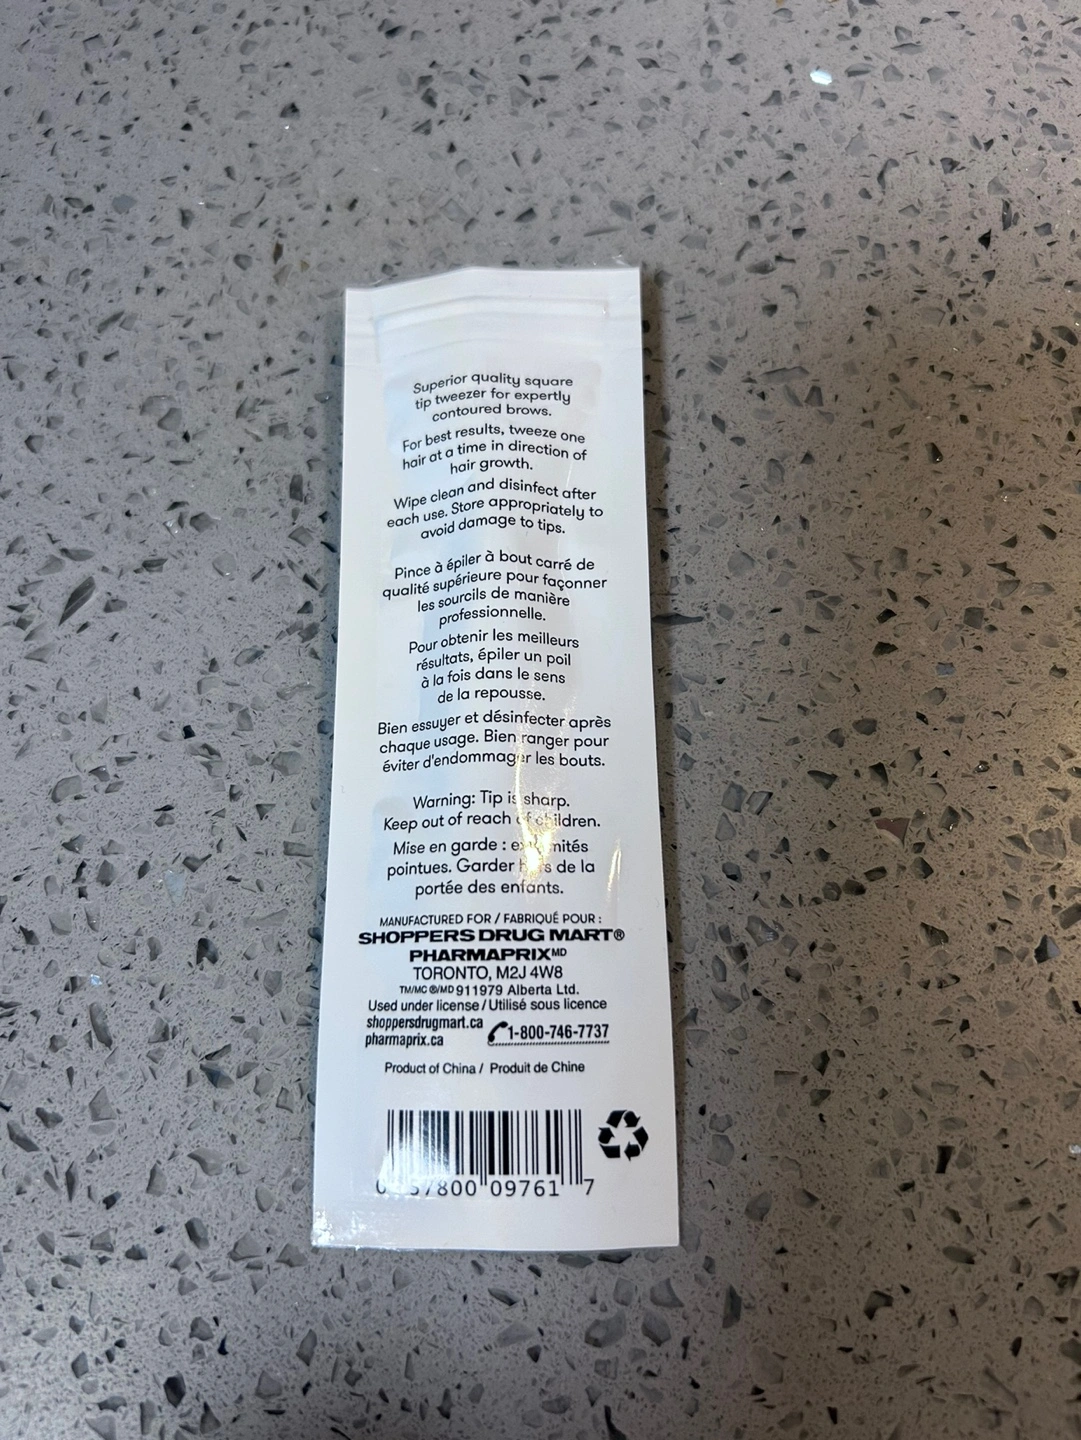 Superior quality square
tip tweezer for expertly
contoured brows.
For best results, tweeze one
hair at a time in direction of
hair growth.
Wipe clean and disinfect after
each use. Store appropriately to
avoid damage to tips.
Pince à épiler à bout carré de
qualité supérieure pour façonner
les sourcils de manière
professionnelle.
Pour obtenir les meilleurs
résultats, épiler un poil
à la fois dans le sens
de la repousse.
Bien essuyer et désinfecter après
chaque usage. Bien ranger pour
éviter d'endommager les bouts.
Warning: Tip is sharp.
Keep out of reach of children.
Mise en garde : extrémités
pointues. Garder hors de la
portée des enfants.
MANUFACTURED FOR / FABRIQUÉ POUR :
SHOPPERS DRUG MART®
PHARMAPRIX MD
TORONTO, M2J 4W8
TM/MC ®/MD 911979 Alberta Ltd.
Used under license / Utilisé sous licence
shoppersdrugmart.ca
pharmaprix.ca
1-800-746-7737
Product of China / Produit de Chine
09761 7